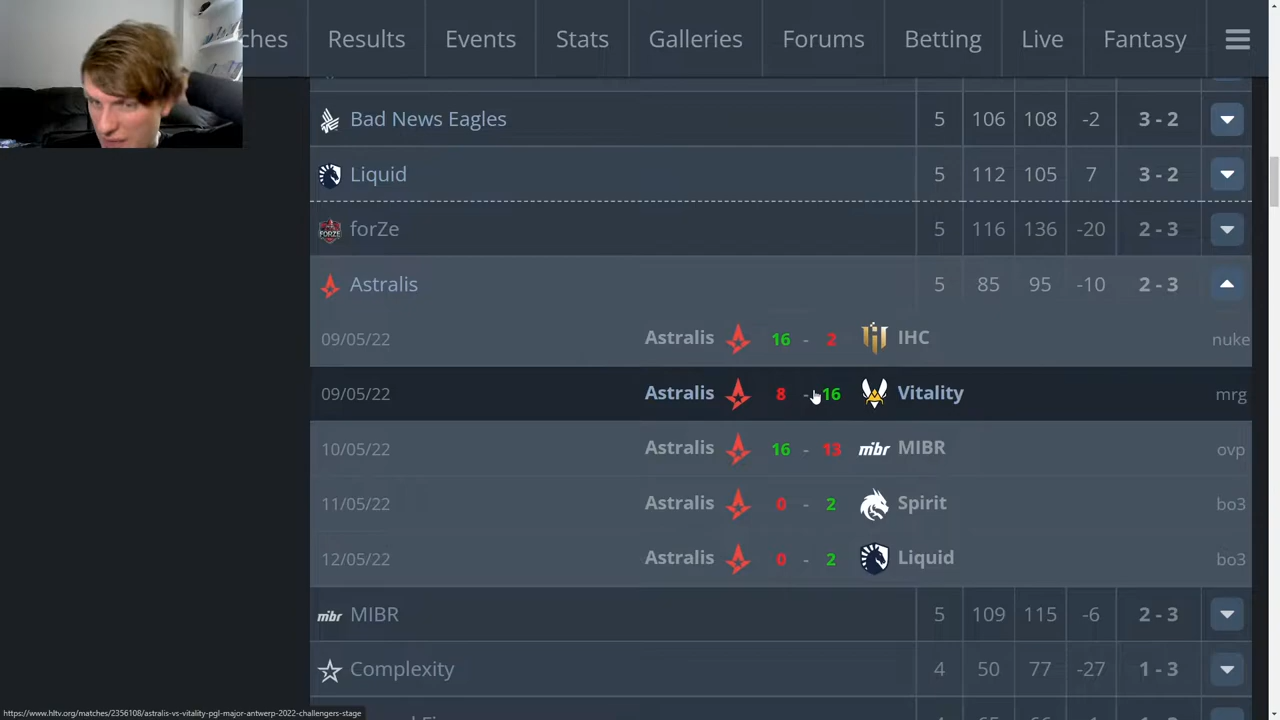 ches Results Events Stats Galleries Forums Betting Live Fantasy
Bad News Eagles 5 106 108 -2 3 - 2
Liquid 5 112 105 7 3 - 2
forZe 5 116 136 -20 2 - 3
Astralis 5 85 95 -10 2 - 3
09/05/22 Astralis 16 - 2 IHC nuke
09/05/22 Astralis 8 - 16 Vitality mrg
10/05/22 Astralis 16 - 13 mibr MIBR ovp
11/05/22 Astralis 0 - 2 Spirit bo3
12/05/22 Astralis 0 - 2 Liquid bo3
mibr MIBR 5 109 115 -6 2 - 3
Complexity 4 50 77 -27 1 - 3
https://www.hltv.org/matches/2356108/astralis-vs-vitality-pgl-major-antwerp-2022-challengers-stage